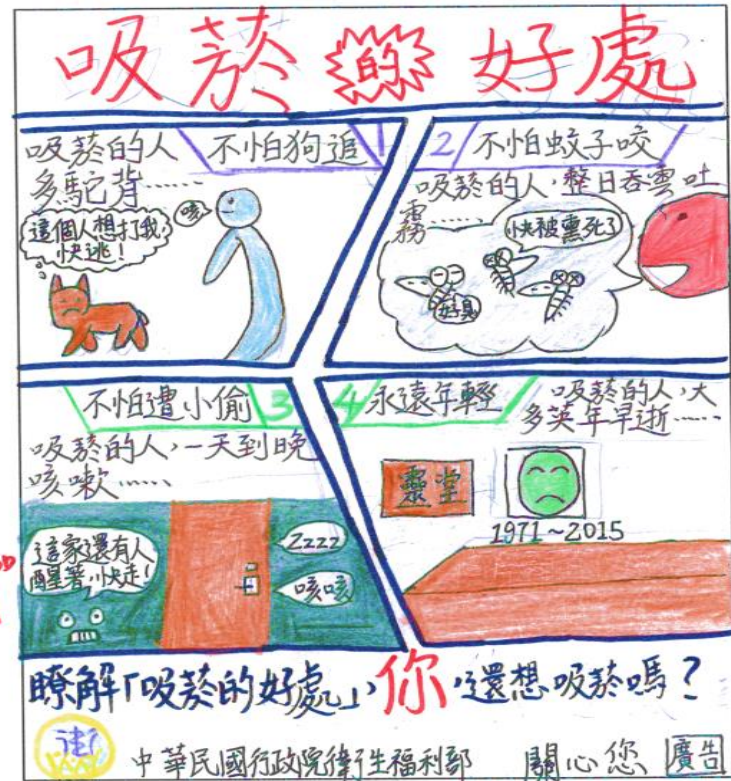 吸菸的好處
不怕狗追 1
吸菸的人
多駝背……
咳
這個人想打我,
快逃!
2 不怕蚊子咬
吸菸的人,整日吞雲吐
霧……
快被熏死了
好臭
不怕遭小偷 3
吸菸的人,一天到晚
咳嗽……
這家還有人
醒著,快走!
Zzzz
咳咳
4 永遠年輕
吸菸的人,大
多英年早逝……
靈堂
1971~2015
瞭解「吸菸的好處」,你,還想吸菸嗎?
中華民國行政院衛生福利部 關心您 廣告